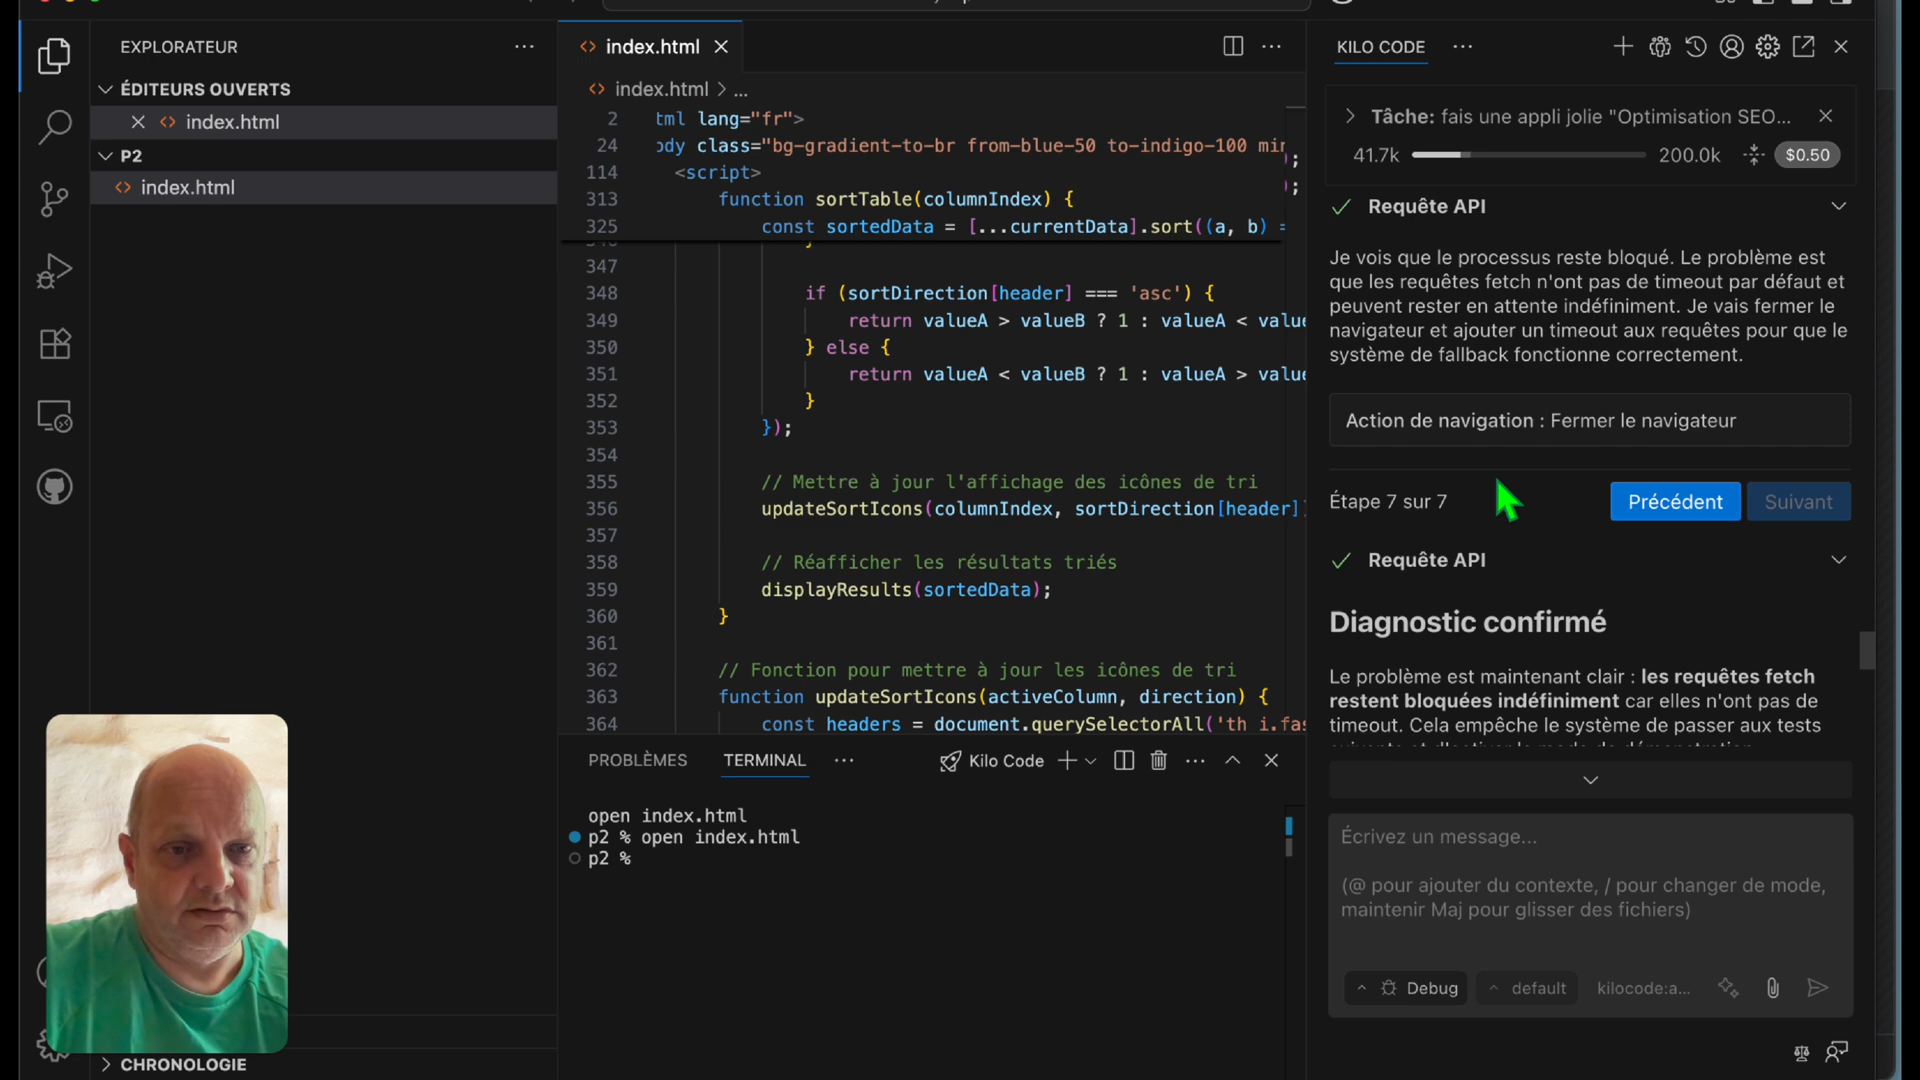 EXPLORATEUR
ÉDITEURS OUVERTS
index.html
P2
index.html
CHRONOLOGIE
index.html
index.html > ...
2 tml lang="fr">
24 ody class="bg-gradient-to-br from-blue-50 to-indigo-100 min
114 <script>
313 function sortTable(columnIndex) {
325 const sortedData = [...currentData].sort((a, b) =
347
348 if (sortDirection[header] === 'asc') {
349 return valueA > valueB ? 1 : valueA < value
350 } else {
351 return valueA < valueB ? 1 : valueA > value
352 }
353 });
354
355 // Mettre à jour l'affichage des icônes de tri
356 updateSortIcons(columnIndex, sortDirection[header]
357
358 // Réafficher les résultats triés
359 displayResults(sortedData);
360 }
361
362 // Fonction pour mettre à jour les icônes de tri
363 function updateSortIcons(activeColumn, direction) {
364 const headers = document.querySelectorAll('th i.fas
PROBLÈMES TERMINAL ... Kilo Code
open index.html
p2 % open index.html
p2 %
KILO CODE
Tâche: fais une appli jolie "Optimisation SEO...
41.7k 200.0k $0.50
Requête API
Je vois que le processus reste bloqué. Le problème est
que les requêtes fetch n'ont pas de timeout par défaut et
peuvent rester en attente indéfiniment. Je vais fermer le
navigateur et ajouter un timeout aux requêtes pour que le
système de fallback fonctionne correctement.
Action de navigation : Fermer le navigateur
Étape 7 sur 7 Précédent Suivant
Requête API
Diagnostic confirmé
Le problème est maintenant clair : les requêtes fetch
restent bloquées indéfiniment car elles n'ont pas de
timeout. Cela empêche le système de passer aux tests
Écrivez un message...
(@ pour ajouter du contexte, / pour changer de mode,
maintenir Maj pour glisser des fichiers)
Debug default kilocode:a...